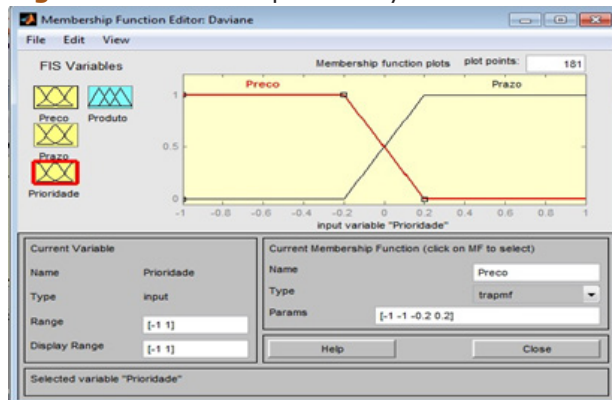 Membership Function Editor: Daviane
File Edit View
FIS Variables
Preco Produto
Prazo
Prioridade
Membership function plots plot points: 181
Preco Prazo
1
0.5
0
-1 -0.8 -0.6 -0.4 -0.2 0 0.2 0.4 0.6 0.8 1
input variable "Prioridade"
Current Variable
Name Prioridade
Type input
Range [-1 1]
Display Range [-1 1]
Current Membership Function (click on MF to select)
Name Preco
Type trapmf
Params [-1 -1 -0.2 0.2]
Help Close
Selected variable "Prioridade"